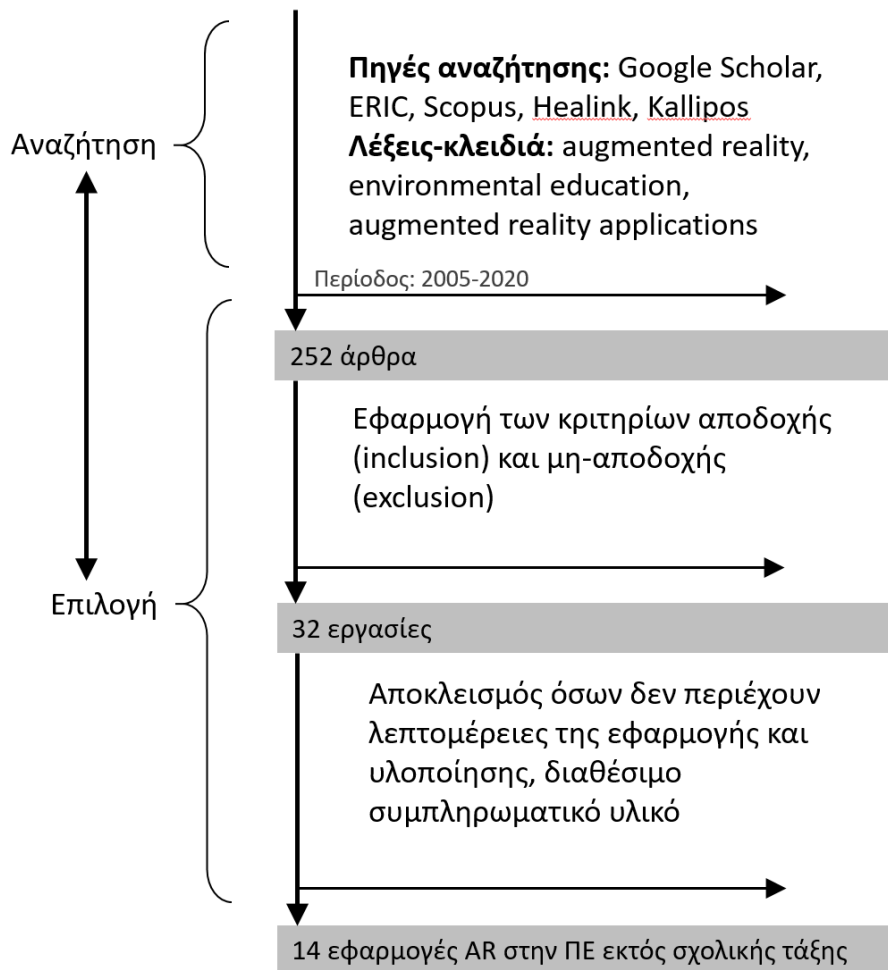 Πηγές αναζήτησης: Google Scholar,
ERIC, Scopus, Healink, Kallipos
Λέξεις-κλειδιά: augmented reality,
environmental education,
augmented reality applications
Αναζήτηση
Περίοδος: 2005-2020
252 άρθρα
Εφαρμογή των κριτηρίων αποδοχής
(inclusion) και μη-αποδοχής
(exclusion)
Επιλογή
32 εργασίες
Αποκλεισμός όσων δεν περιέχουν
λεπτομέρειες της εφαρμογής και
υλοποίησης, διαθέσιμο
συμπληρωματικό υλικό
14 εφαρμογές AR στην ΠΕ εκτός σχολικής τάξης